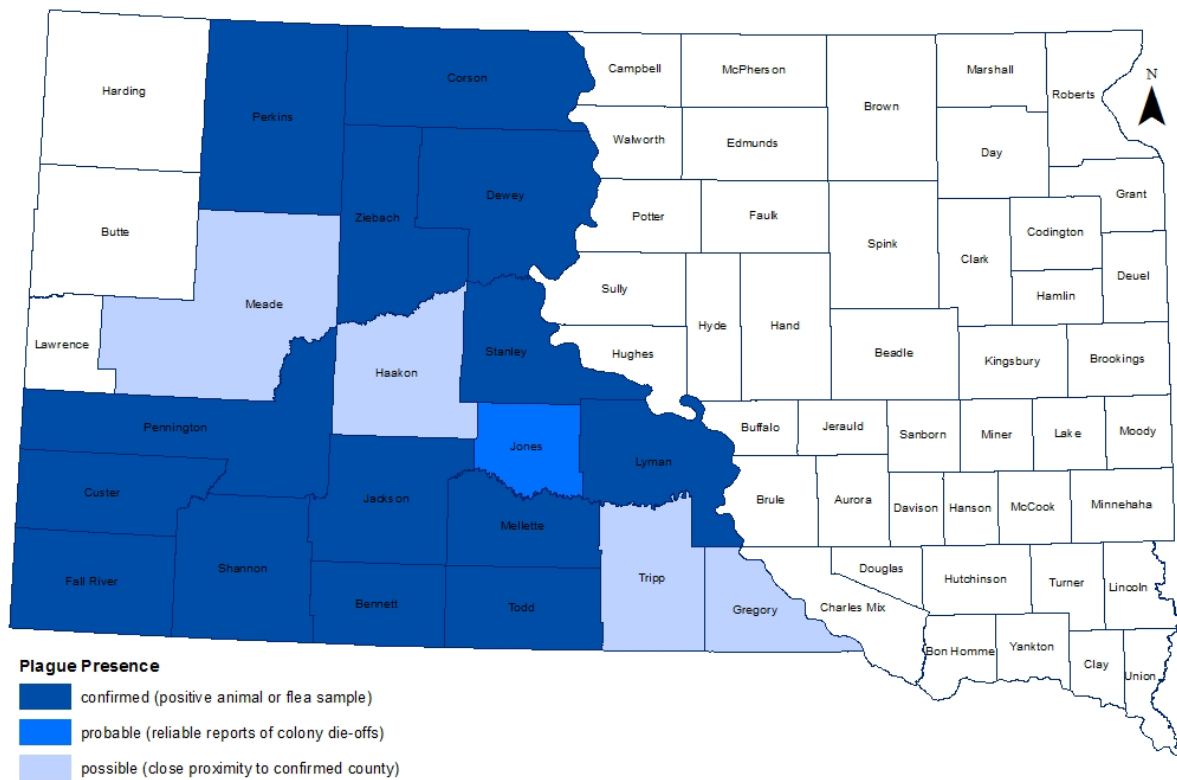 Harding
Perkins
Corson
Campbell
McPherson
Brown
Marshall
Roberts
N
Walworth
Edmunds
Day
Butte
Ziebach
Dewey
Potter
Faulk
Spink
Grant
Codington
Clark
Deuel
Meade
Sully
Hyde
Hand
Hamlin
Lawrence
Haakon
Stanley
Hughes
Beadle
Kingsbury
Brookings
Pennington
Jones
Lyman
Buffalo
Jerauld
Sanborn
Miner
Lake
Moody
Custer
Jackson
Mellette
Brule
Aurora
Davison
Hanson
McCook
Minnehaha
Fall River
Shannon
Bennett
Todd
Tripp
Gregory
Douglas
Charles Mix
Hutchinson
Turner
Lincoln
Bon Homme
Yankton
Clay
Union
Plague Presence
confirmed (positive animal or flea sample)
probable (reliable reports of colony die-offs)
possible (close proximity to confirmed county)